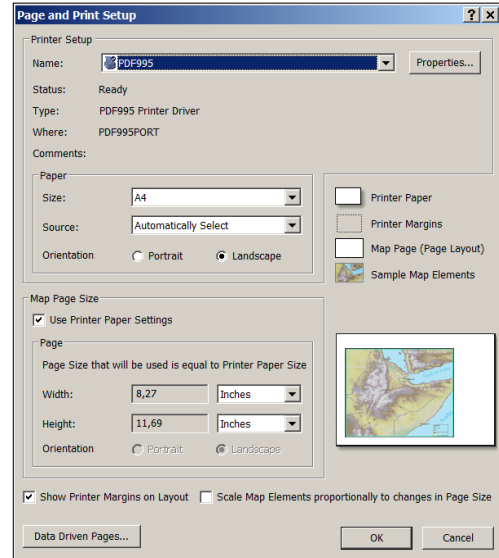 Page and Print Setup
Printer Setup
Name: PDF995 Properties...
Status: Ready
Type: PDF995 Printer Driver
Where: PDF995PORT
Comments:
Paper
Size: A4
Source: Automatically Select
Orientation Portrait Landscape
Printer Paper
Printer Margins
Map Page (Page Layout)
Sample Map Elements
Map Page Size
Use Printer Paper Settings
Page
Page Size that will be used is equal to Printer Paper Size
Width: 8,27 Inches
Height: 11,69 Inches
Orientation Portrait Landscape
Show Printer Margins on Layout Scale Map Elements proportionally to changes in Page Size
Data Driven Pages... OK Cancel